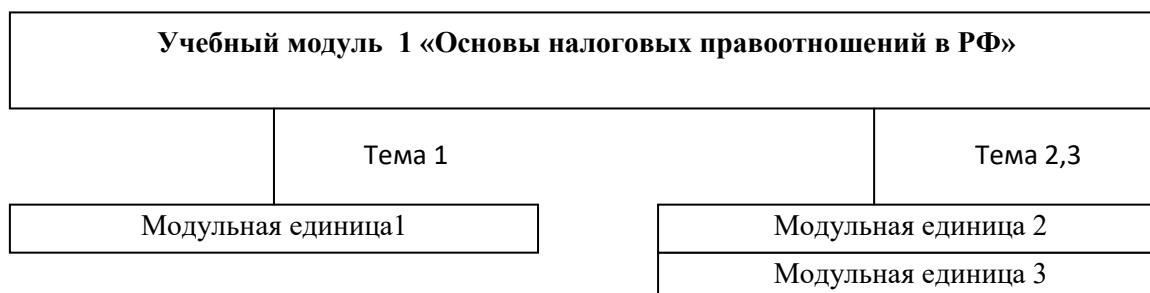 Учебный модуль 1 «Основы налоговых правоотношений в РФ»
Тема 1
Тема 2,3
Модульная единица1
Модульная единица 2
Модульная единица 3